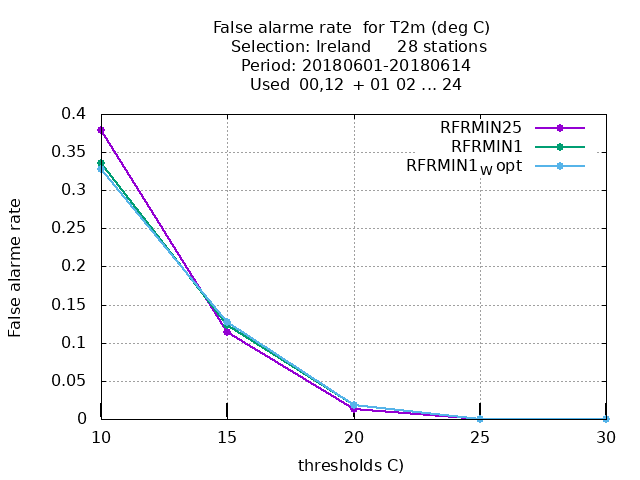 False alarme rate  for T2m (deg C)
Selection: Ireland     28 stations
Period: 20180601-20180614
Used  00,12  + 01 02 ... 24
RFRMIN25
RFRMIN1
RFRMIN1W opt
0.4
0.35
0.3
0.25
0.2
0.15
0.1
0.05
0
False alarme rate
10 15 20 25 30
thresholds C)